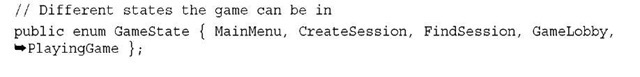 // Different states the game can be in
public enum GameState { MainMenu, CreateSession, FindSession, GameLobby,
➥PlayingGame };